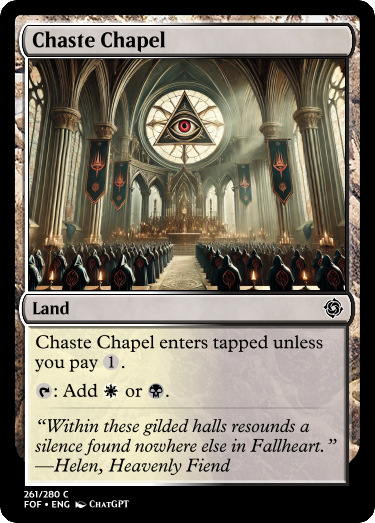 Chaste Chapel
Land
Chaste Chapel enters tapped unless
you pay 1.
: Add or .
“Within these gilded halls resounds a
silence found nowhere else in Fallheart.”
—Helen, Heavenly Fiend
261/280 C
FOF • ENG ChatGPT